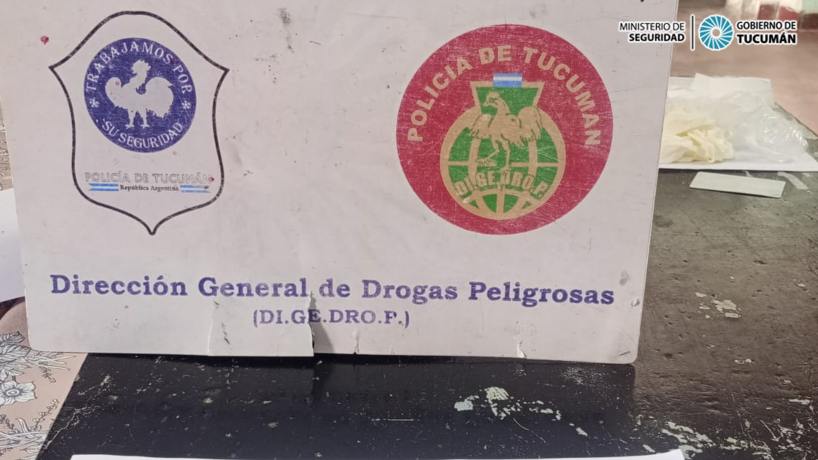 MINISTERIO DE
SEGURIDAD
GOBIERNO DE
TUCUMÁN
TRABAJAMOS POR
SU SEGURIDAD
POLICÍA DE TUCUMÁN
República Argentina
POLICIA DE TUCUMAN
DI.GE.DRO.P.
Dirección General de Drogas Peligrosas
(DI.GE.DRO.P.)